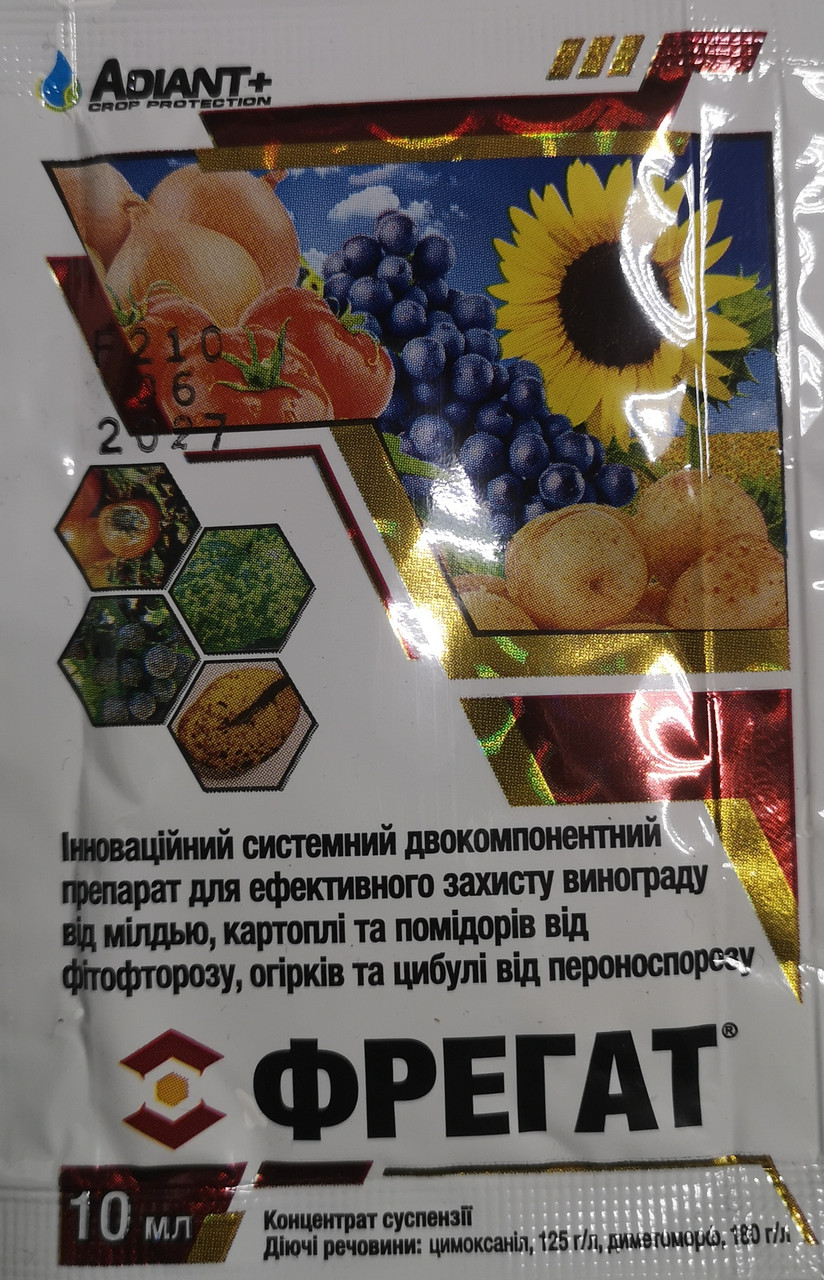 ADIANT+
CROP PROTECTION
F210
06
2027
Інноваційний системний двокомпонентний
препарат для ефективного захисту винограду
від мілдью, картоплі та помідорів від
фітофторозу, огірків та цибулі від пероноспорозу
ФРЕГАТ®
10 мл
Концентрат суспензії
Діючі речовини: цимоксаніл, 125 г/л, диметоморф, 180 г/л